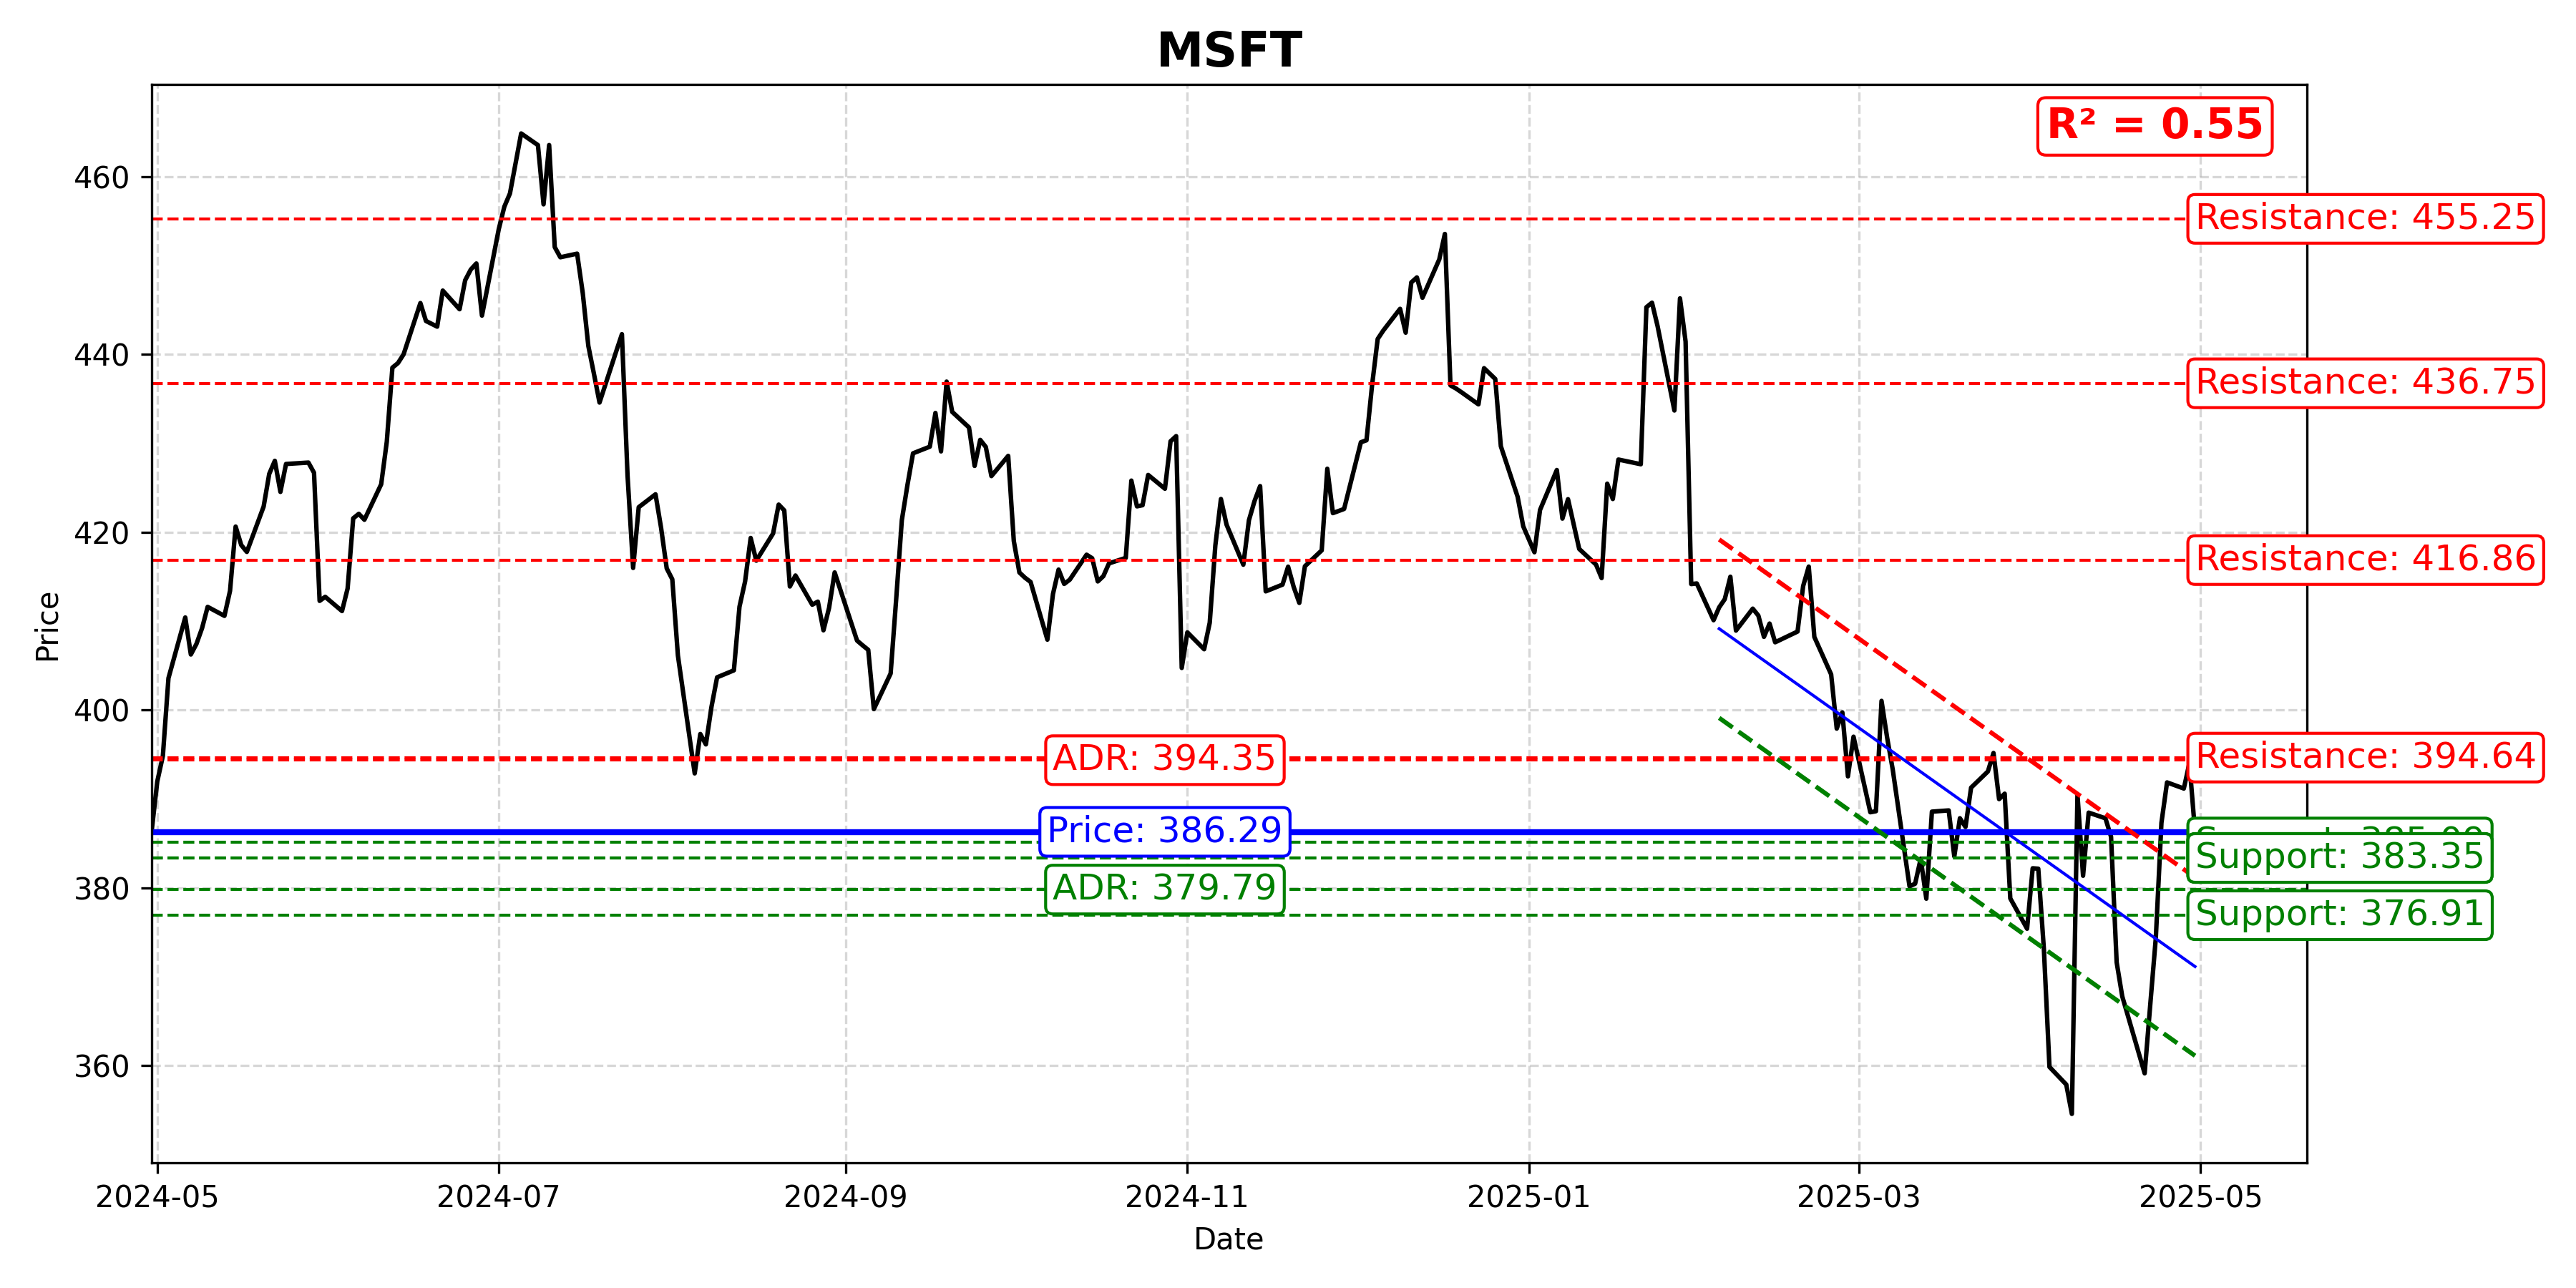 MSFT
R² = 0.55
Resistance: 455.25
Resistance: 436.75
Resistance: 416.86
Resistance: 394.64
ADR: 394.35
Price: 386.29
Support: 383.35
ADR: 379.79
Support: 376.91
460
440
420
400
380
360
Price
2024-05 2024-07 2024-09 2024-11 2025-01 2025-03 2025-05
Date